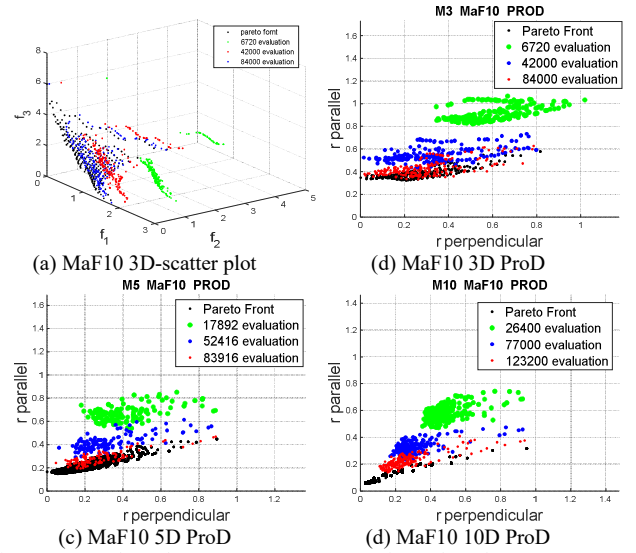 pareto fornt
6720 evaluation
42000 evaluation
84000 evaluation
8
6
4
2
0
f3
0
1
2
3
f1
0
1
2
3
4
5
f2
(a) MaF10 3D-scatter plot
M3 MaF10 PROD
Pareto Front
6720 evaluation
42000 evaluation
84000 evaluation
r parallel
1.6
1.4
1.2
1
0.8
0.6
0.4
0.2
0
0 0.2 0.4 0.6 0.8 1
r perpendicular
(d) MaF10 3D ProD
M5 MaF10 PROD
Pareto Front
17892 evaluation
52416 evaluation
83916 evaluation
r parallel
1.6
1.4
1.2
1
0.8
0.6
0.4
0.2
0
0 0.2 0.4 0.6 0.8 1 1.2
r perpendicular
(c) MaF10 5D ProD
M10 MaF10 PROD
Pareto Front
26400 evaluation
77000 evaluation
123200 evaluation
r parallel
1.6
1.4
1.2
1
0.8
0.6
0.4
0.2
0
0 0.2 0.4 0.6 0.8 1 1.2 1.4
r perpendicular
(d) MaF10 10D ProD